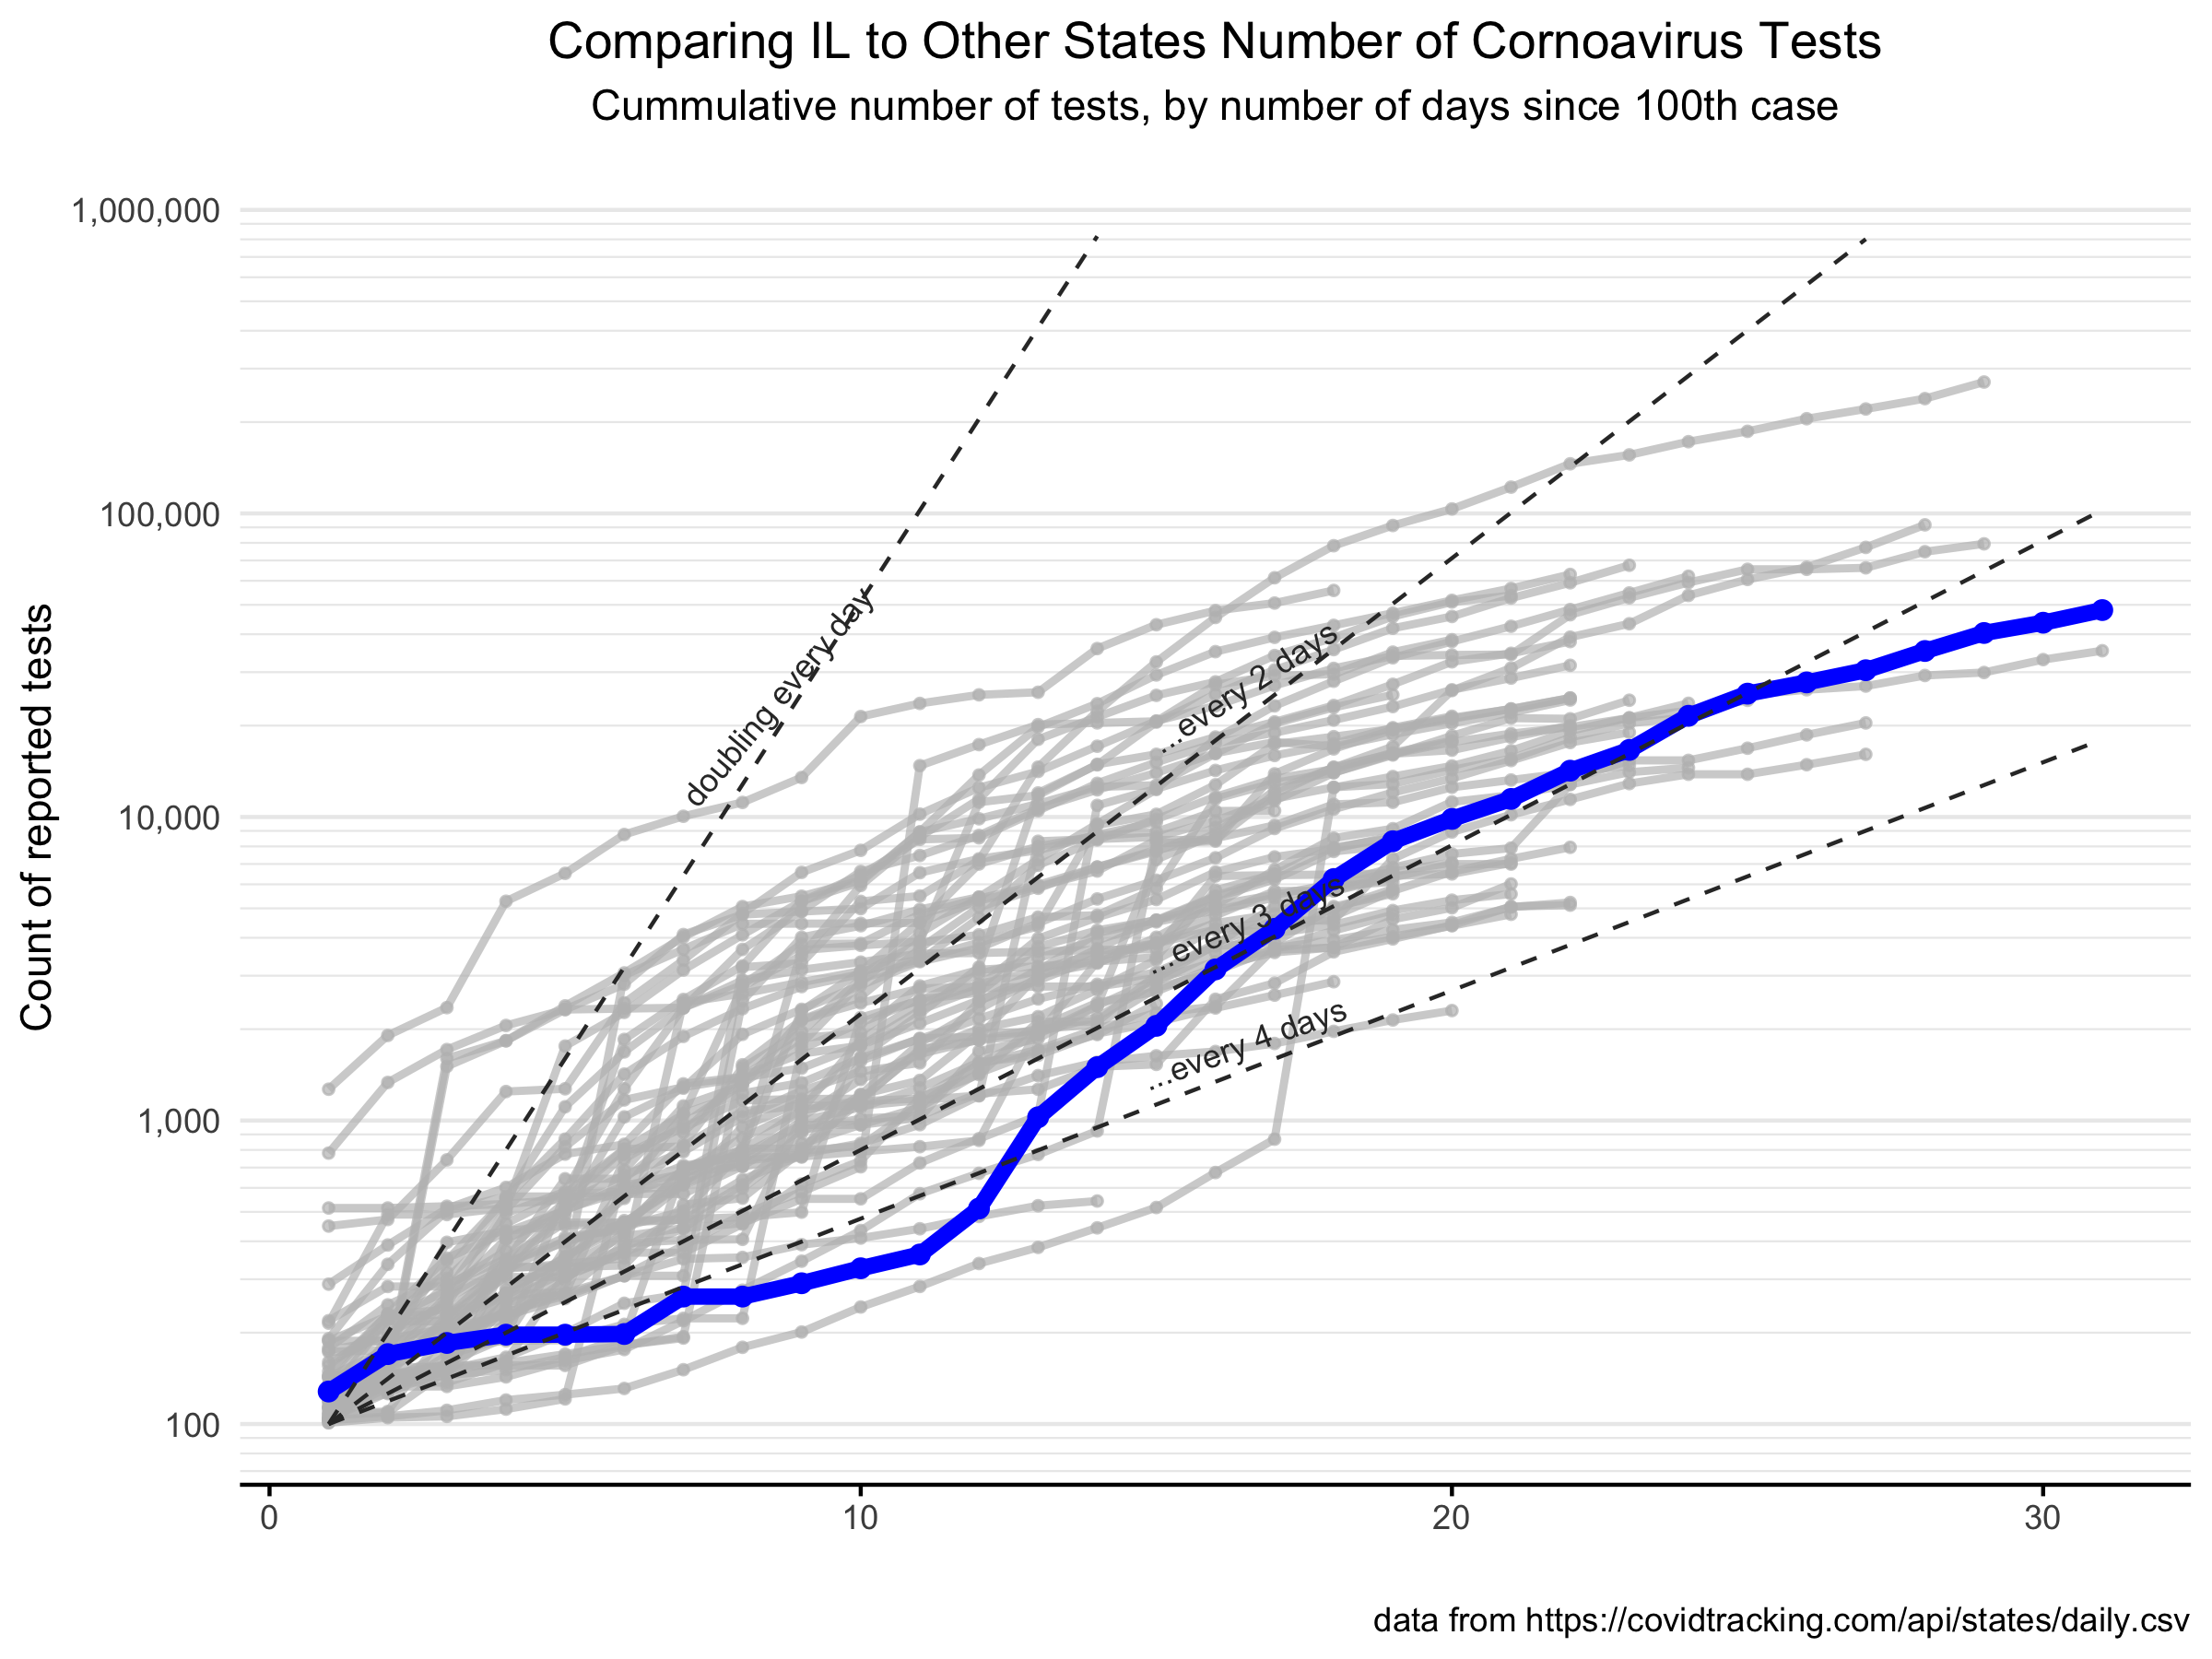 Comparing IL to Other States Number of Cornoavirus Tests
Cummulative number of tests, by number of days since 100th case
1,000,000
100,000
10,000
1,000
100
Count of reported tests
doubling every day
...every 2 days
...every 3 days
...every 4 days
0
10
20
30
data from https://covidtracking.com/api/states/daily.csv